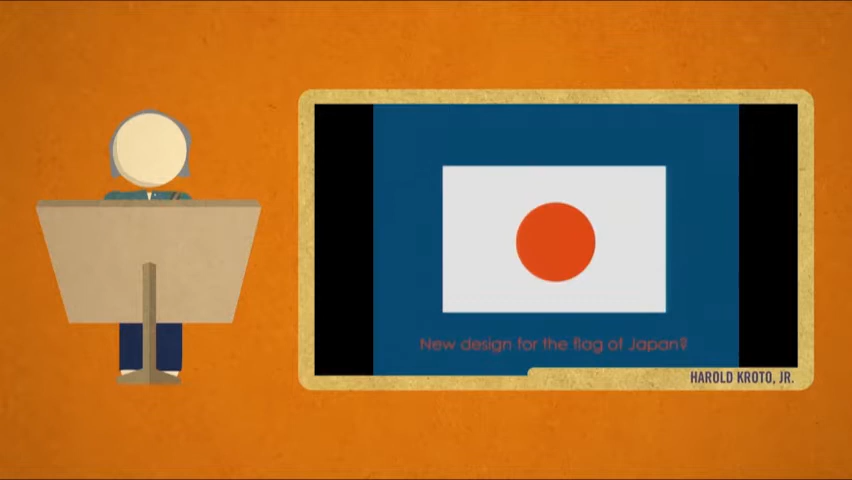 New design for the flag of Japan?
HAROLD KROTO, JR.